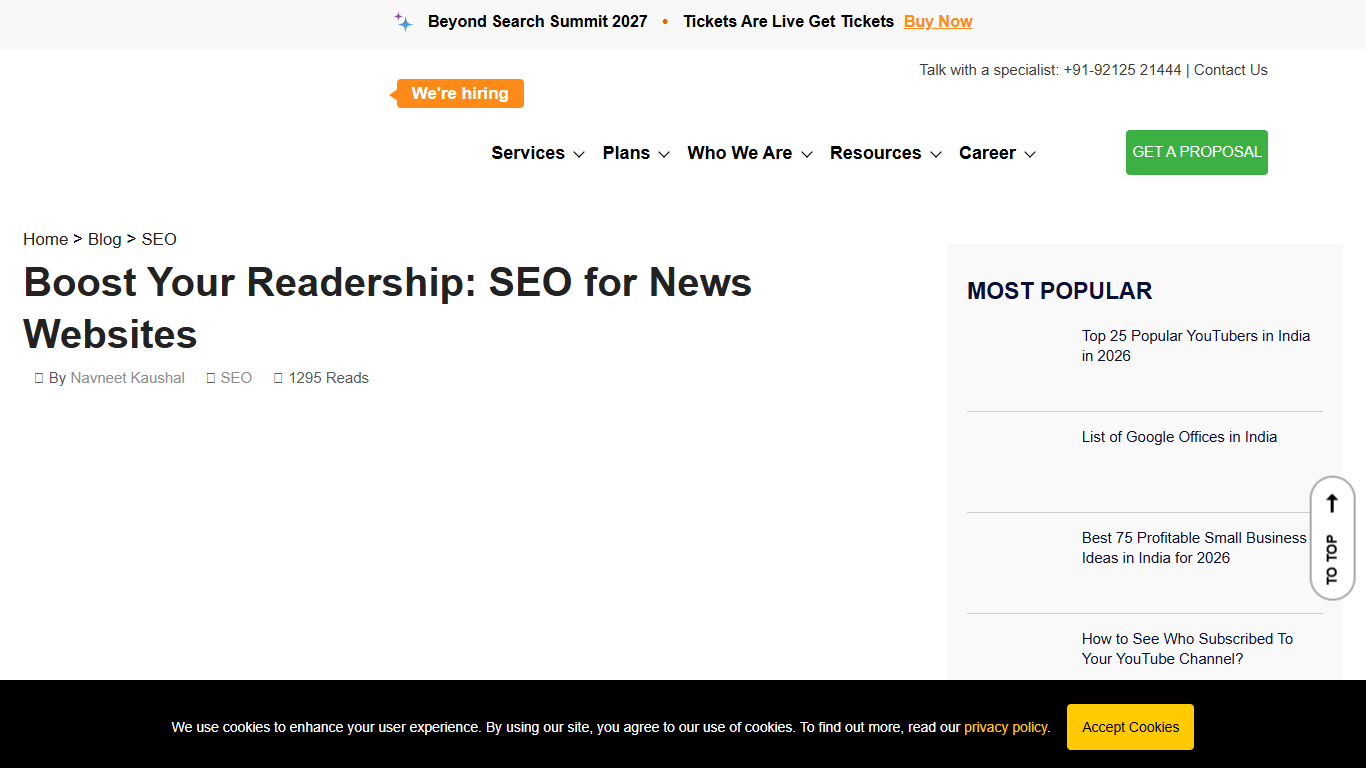 Beyond Search Summit 2027 • Tickets Are Live Get Tickets Buy Now
Talk with a specialist: +91-92125 21444 | Contact Us
We're hiring
Services Plans Who We Are Resources Career
GET A PROPOSAL
Home > Blog > SEO
Boost Your Readership: SEO for News
Websites
By Navneet Kaushal SEO 1295 Reads
MOST POPULAR
Top 25 Popular YouTubers in India
in 2026
List of Google Offices in India
Best 75 Profitable Small Business
Ideas in India for 2026
How to See Who Subscribed To
Your YouTube Channel?
TO TOP
We use cookies to enhance your user experience. By using our site, you agree to our use of cookies. To find out more, read our privacy policy.
Accept Cookies